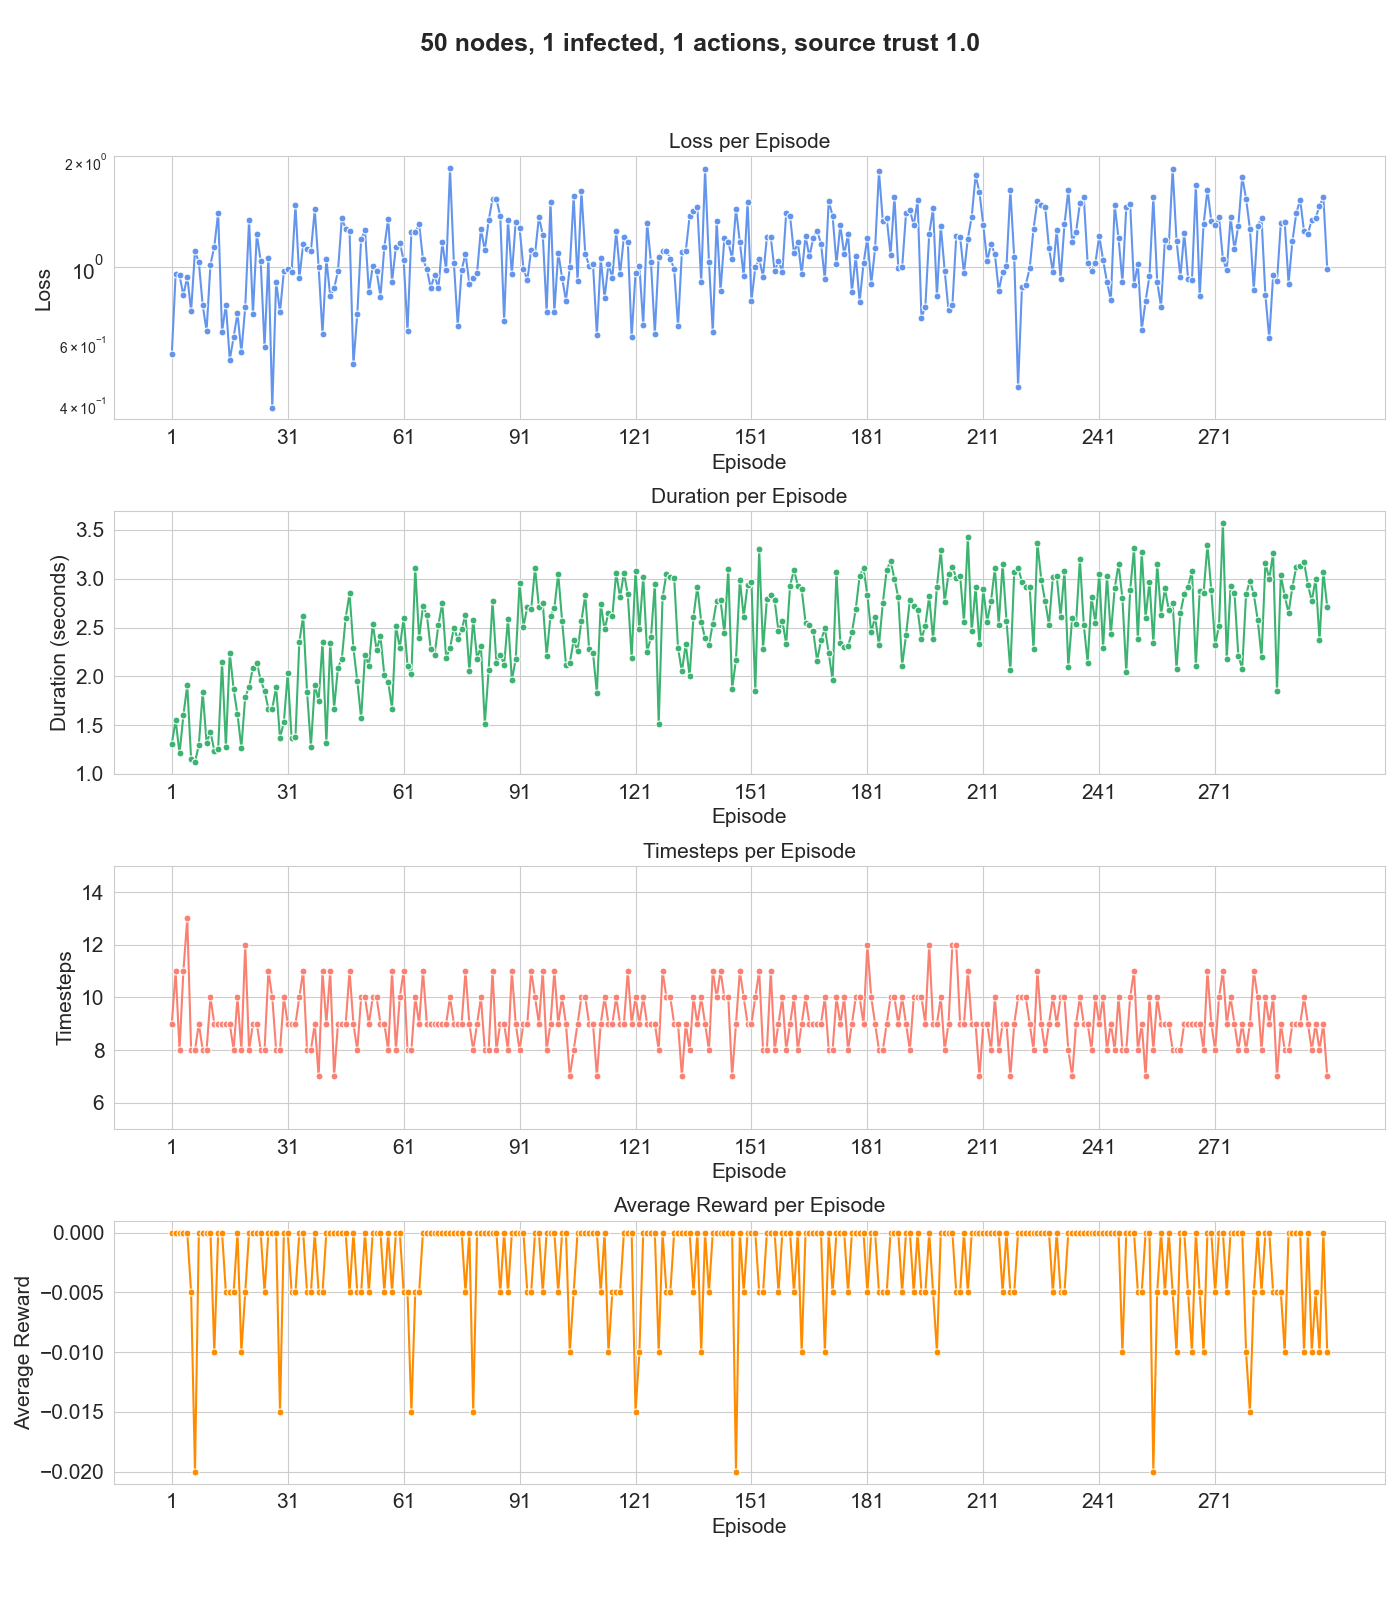 50 nodes, 1 infected, 1 actions, source trust 1.0
Loss per Episode
2 × 10⁰
10⁰
6 × 10⁻¹
4 × 10⁻¹
Loss
1 31 61 91 121 151 181 211 241 271
Episode
Duration per Episode
3.5
3.0
2.5
2.0
1.5
1.0
Duration (seconds)
1 31 61 91 121 151 181 211 241 271
Episode
Timesteps per Episode
14
12
10
8
6
Timesteps
1 31 61 91 121 151 181 211 241 271
Episode
Average Reward per Episode
0.000
−0.005
−0.010
−0.015
−0.020
Average Reward
1 31 61 91 121 151 181 211 241 271
Episode